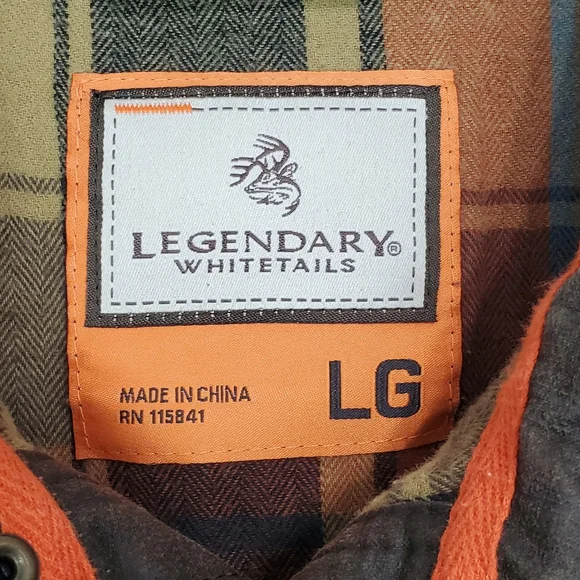 LEGENDARY®
WHITETAILS
MADE IN CHINA
RN 115841
LG